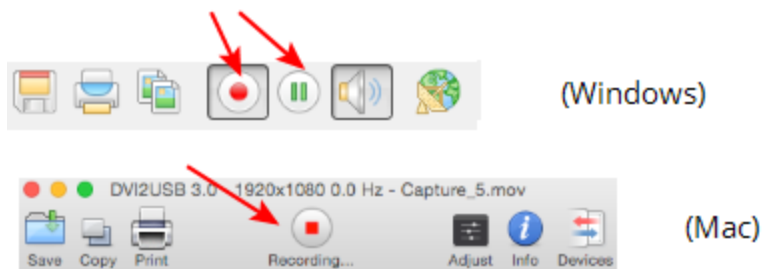 (Windows)
DVI2USB 3.0 - 1920x1080 0.0 Hz - Capture_5.mov
(Mac)
Save Copy Print Recording... Adjust Info Devices